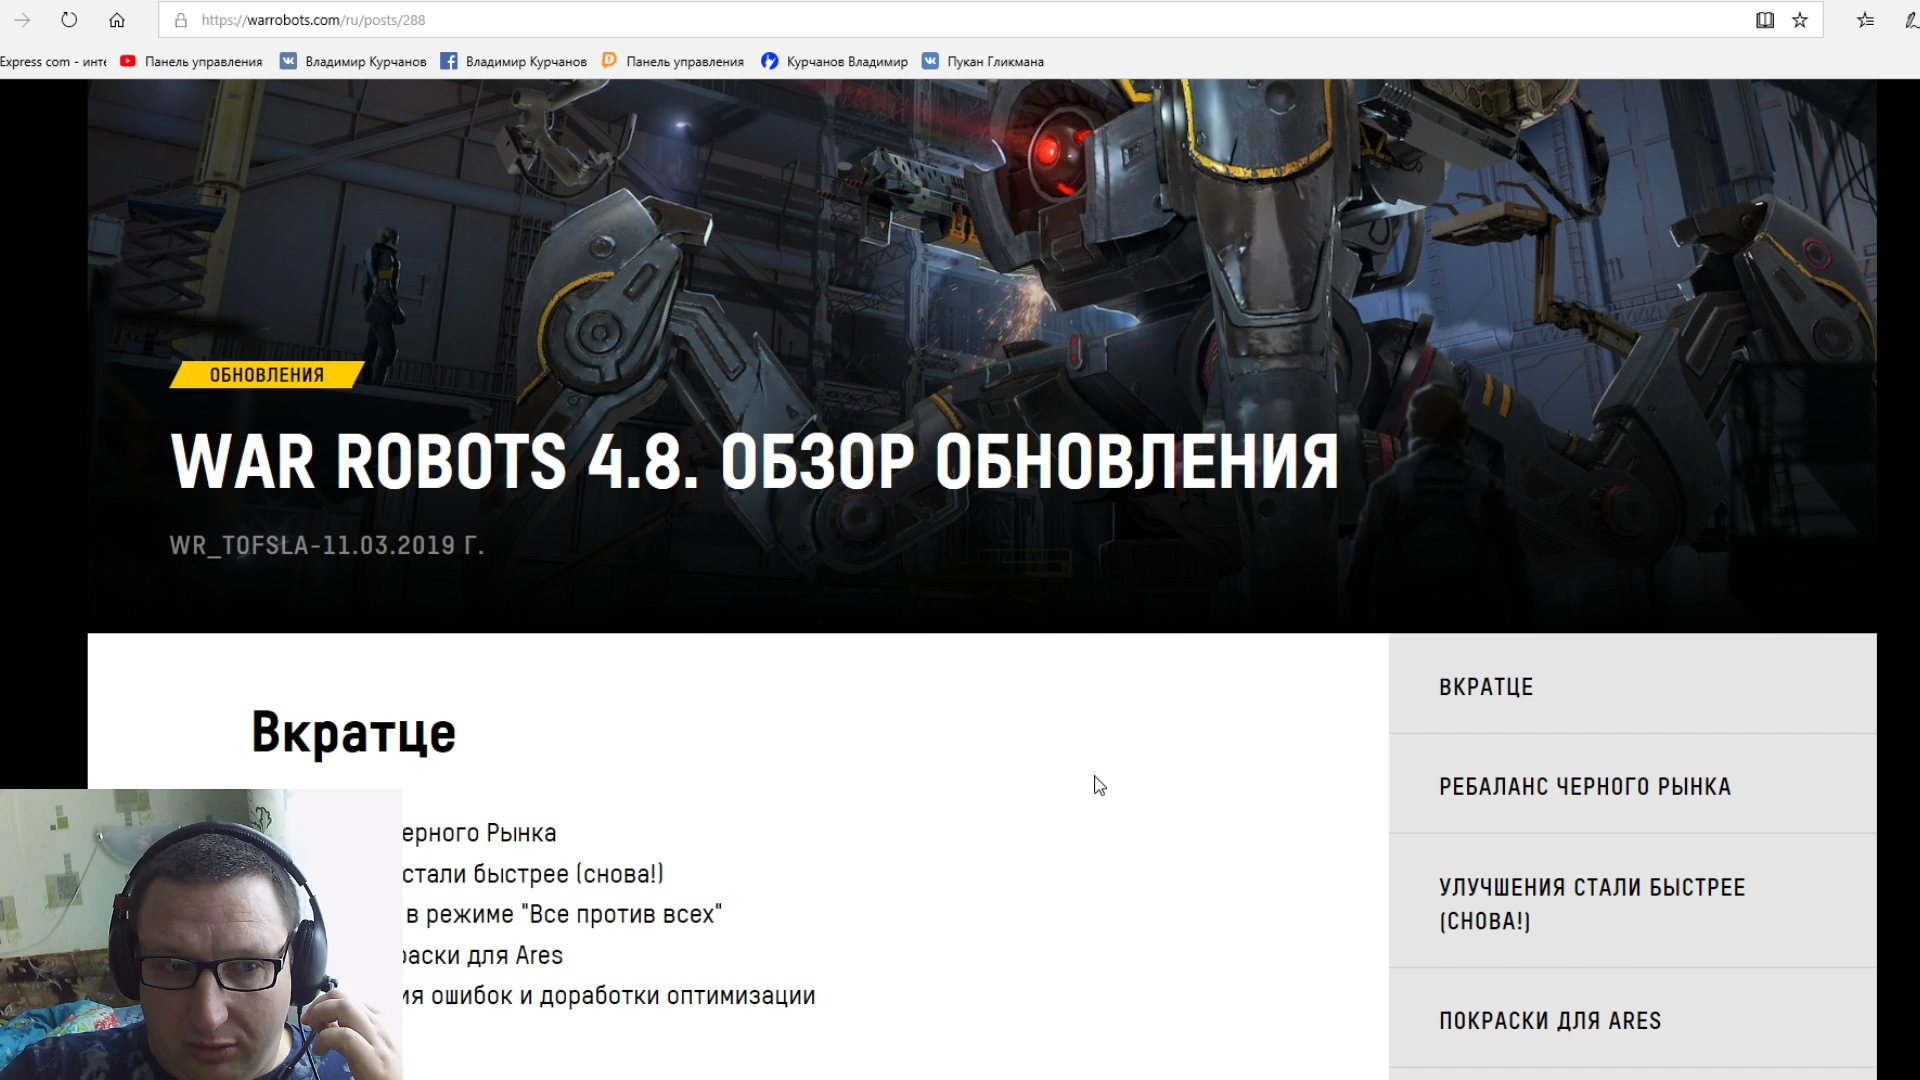 https://warrobots.com/ru/posts/288
Express com - инте
Панель управления
Владимир Курчанов
Владимир Курчанов
Панель управления
Курчанов Владимир
Пукан Гликмана
ОБНОВЛЕНИЯ
WAR ROBOTS 4.8. ОБЗОР ОБНОВЛЕНИЯ
WR_TOFSLA-11.03.2019 Г.
Вкратце
ерного Рынка
стали быстрее (снова!)
в режиме "Все против всех"
раски для Ares
ия ошибок и доработки оптимизации
ВКРАТЦЕ
РЕБАЛАНС ЧЕРНОГО РЫНКА
УЛУЧШЕНИЯ СТАЛИ БЫСТРЕЕ
(СНОВА!)
ПОКРАСКИ ДЛЯ ARES